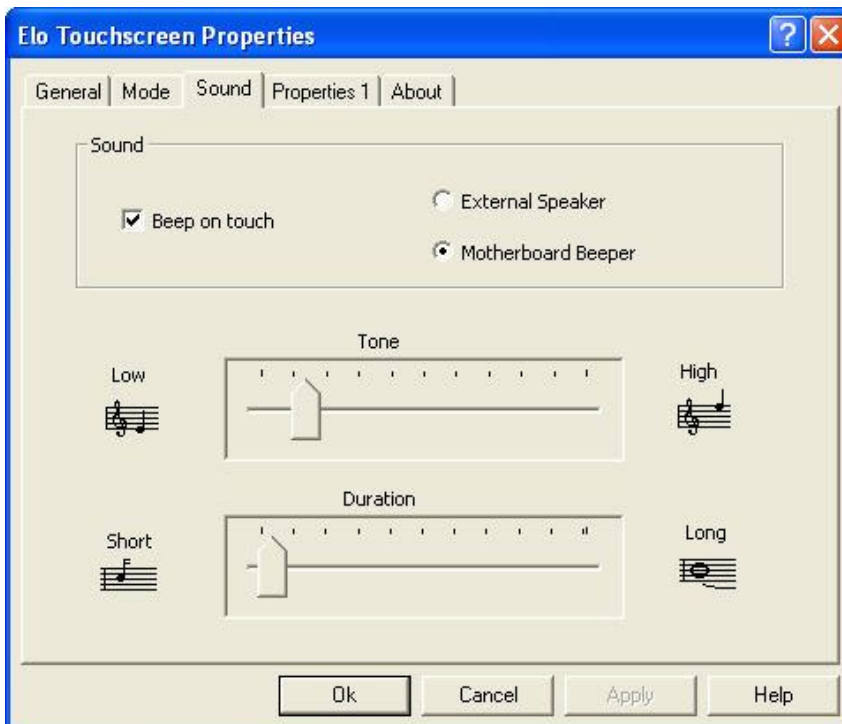 Elo Touchscreen Properties
General Mode Sound Properties 1 About
Sound
Beep on touch
External Speaker
Motherboard Beeper
Tone
Low High
Duration
Short Long
Ok Cancel Apply Help